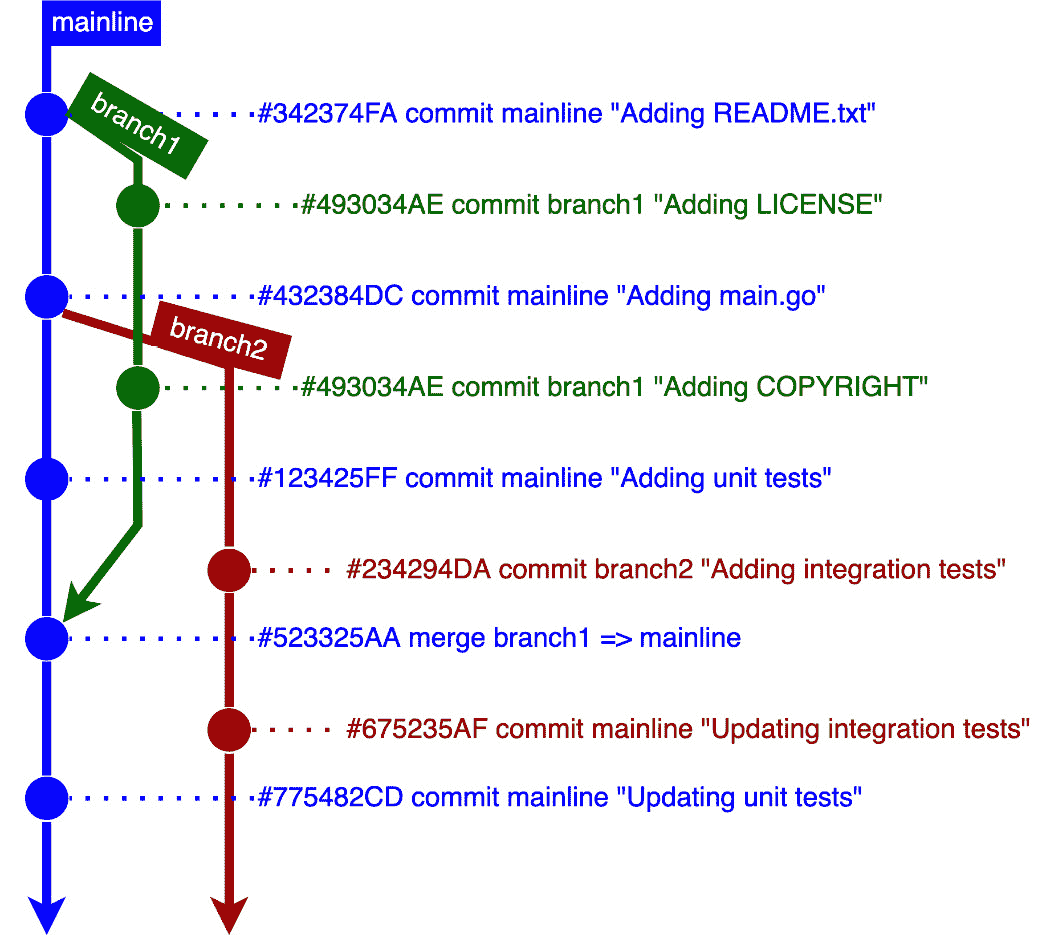 mainline
branch1
#342374FA commit mainline "Adding README.txt"
#493034AE commit branch1 "Adding LICENSE"
#432384DC commit mainline "Adding main.go"
branch2
#493034AE commit branch1 "Adding COPYRIGHT"
#123425FF commit mainline "Adding unit tests"
#234294DA commit branch2 "Adding integration tests"
#523325AA merge branch1 => mainline
#675235AF commit mainline "Updating integration tests"
#775482CD commit mainline "Updating unit tests"